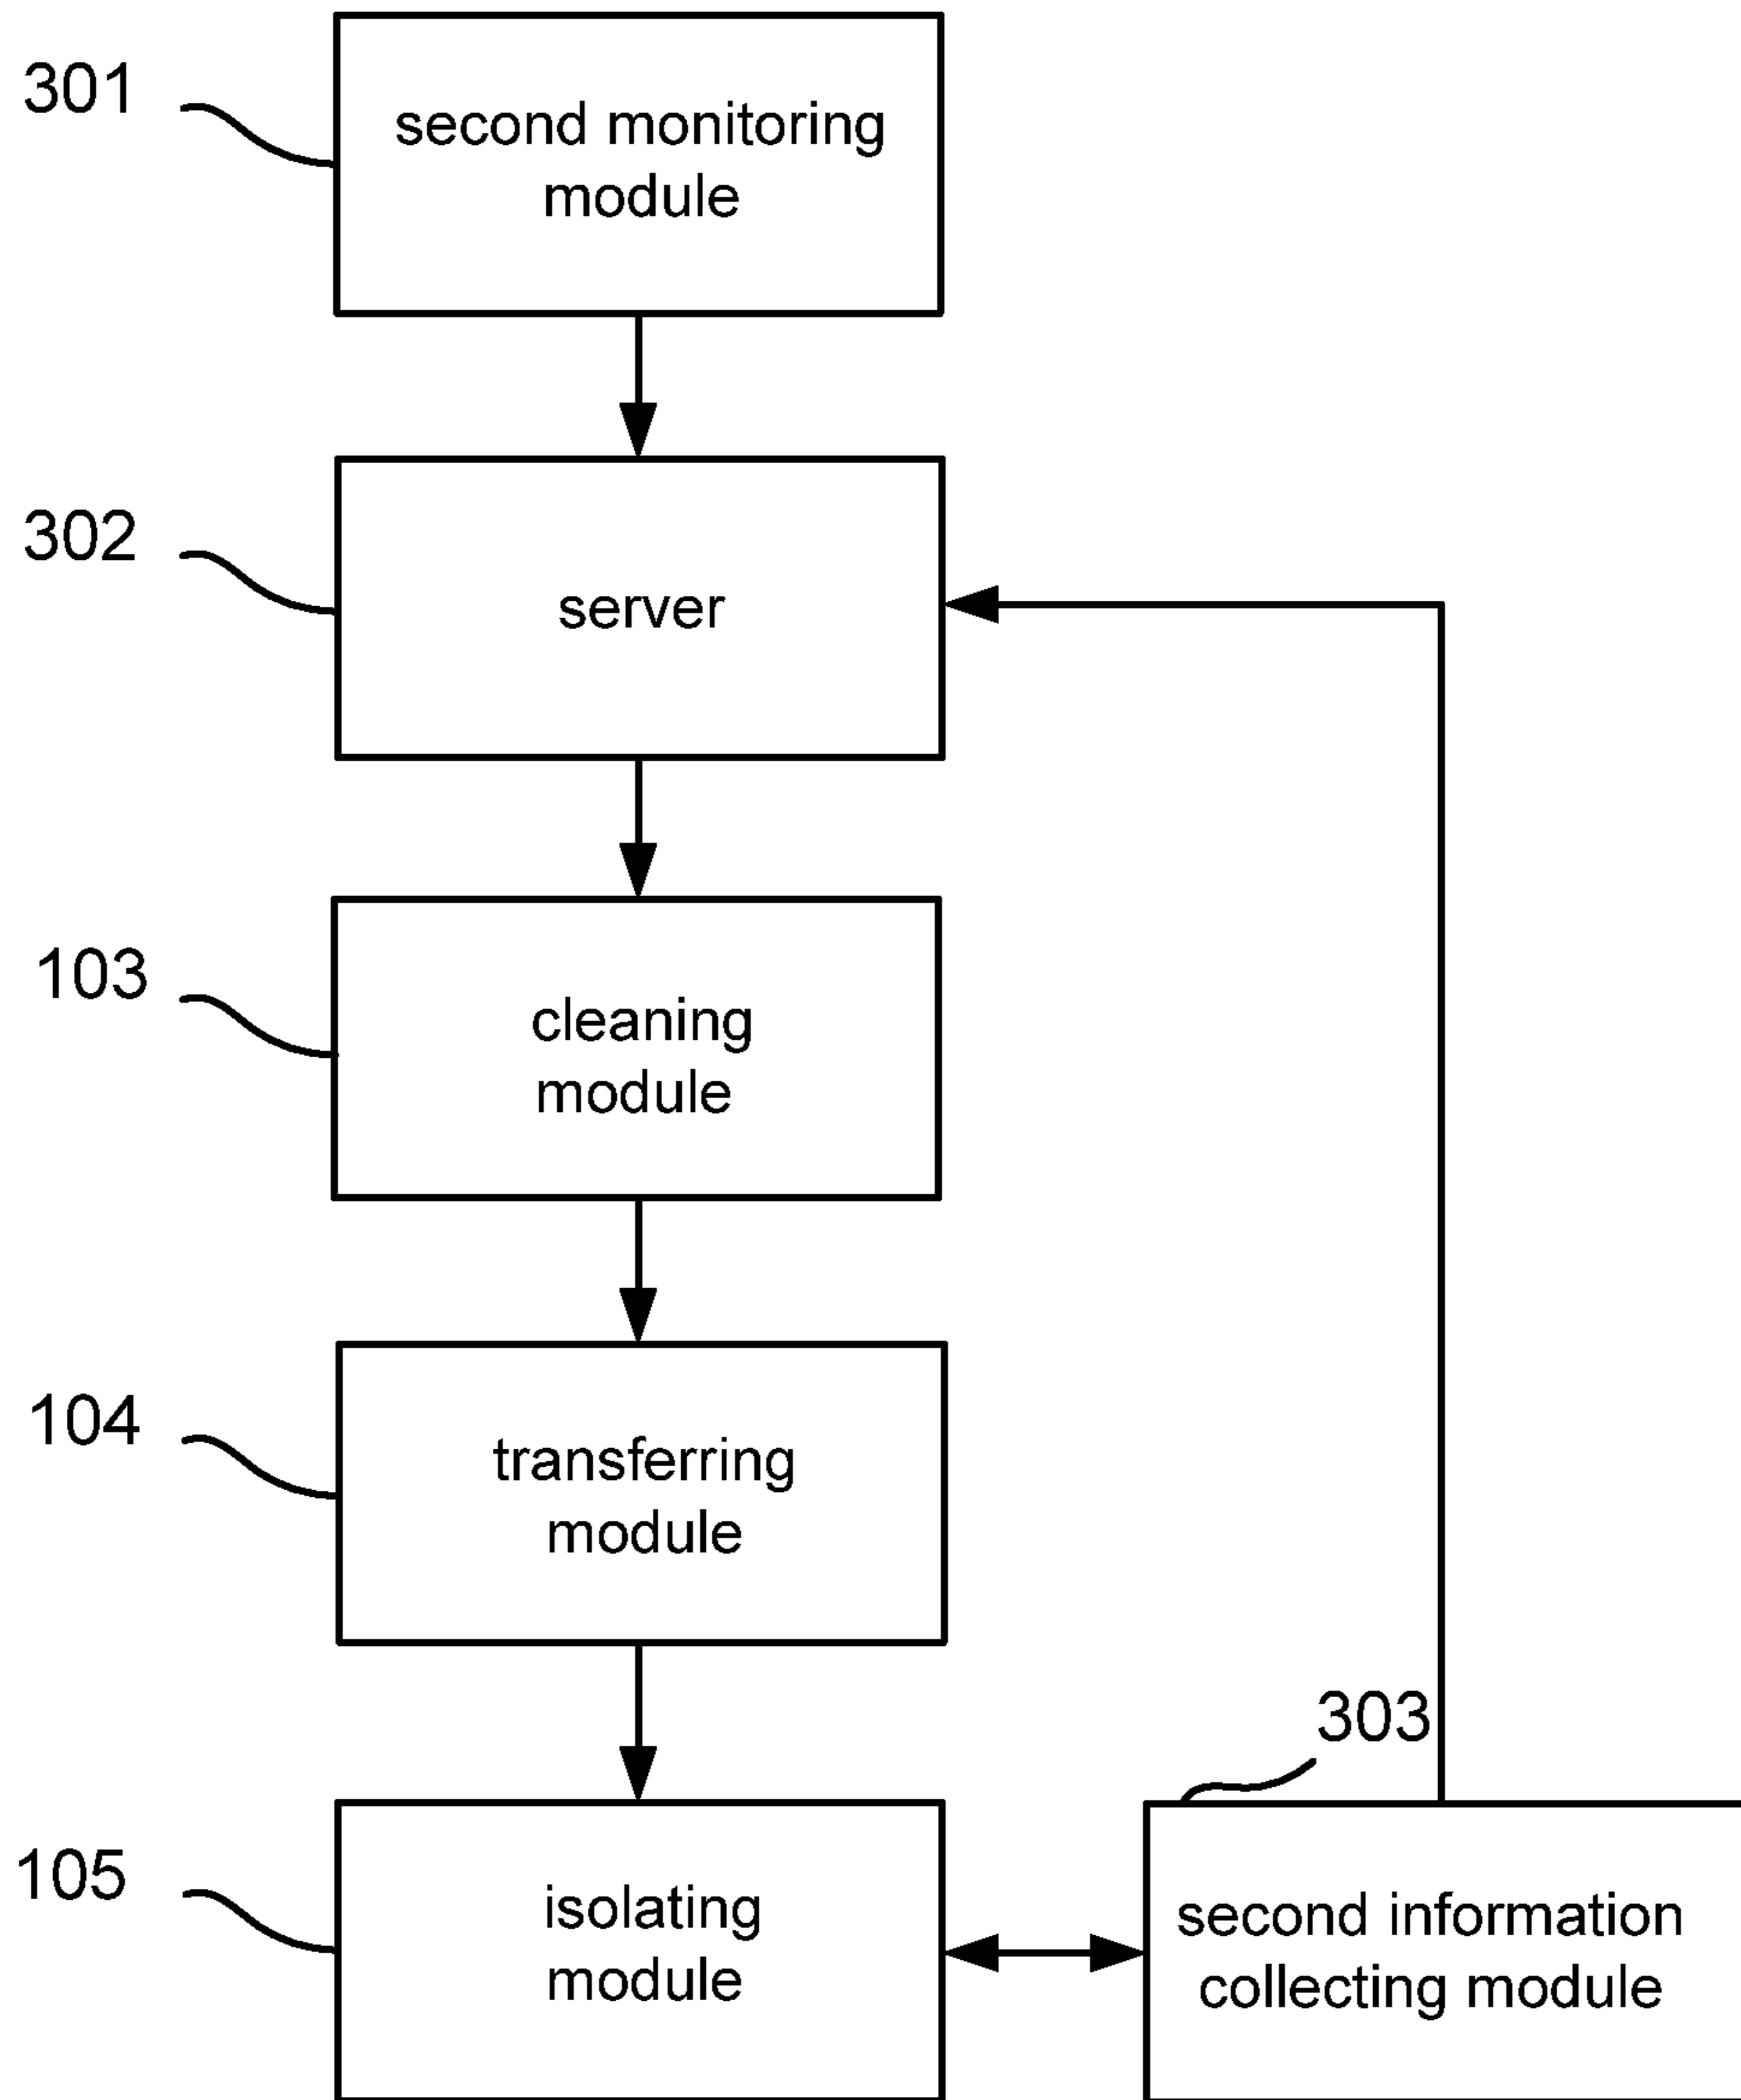 301
second monitoring
module
302
server
103
cleaning
module
104
transferring
module
303
105
isolating
module
second information
collecting module